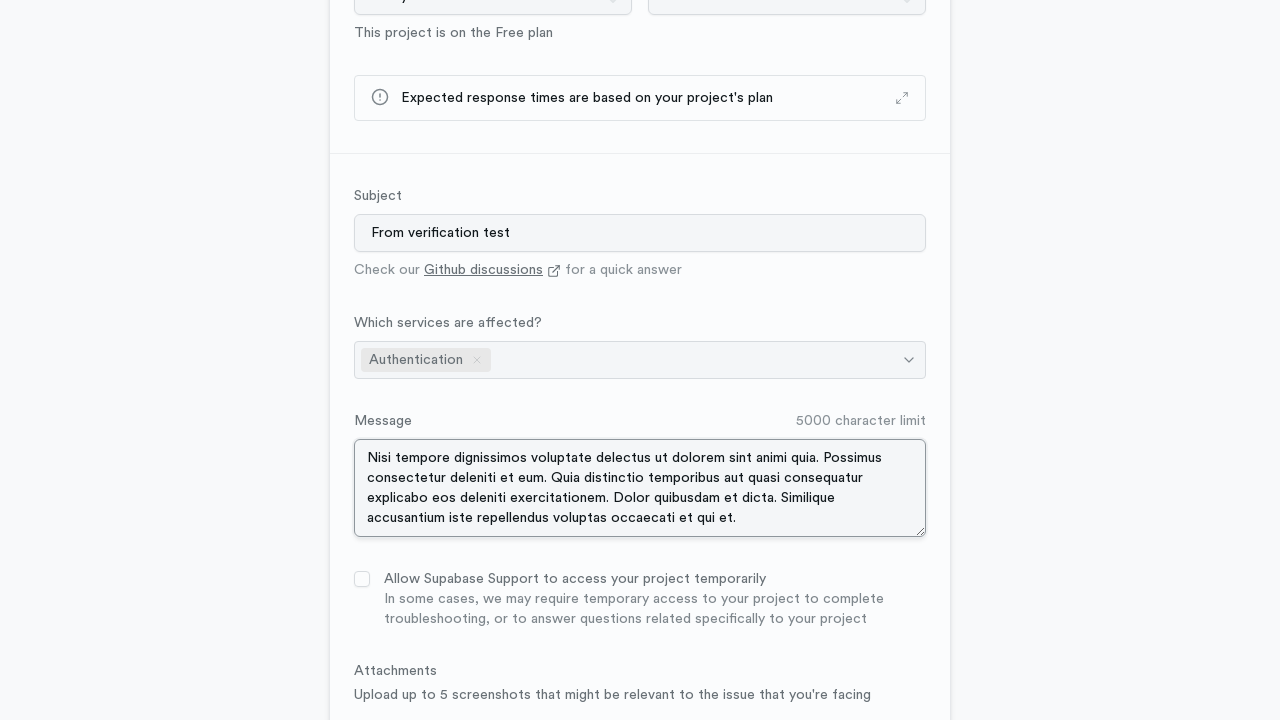 This project is on the Free plan
Expected response times are based on your project's plan
Subject
From verification test
Check our Github discussions for a quick answer
Which services are affected?
Authentication
Message
5000 character limit
Nisi tempore dignissimos voluptate delectus ut dolorem sint animi quia. Possimus
consectetur deleniti et eum. Quia distinctio temporibus aut quasi consequatur
explicabo eos deleniti exercitationem. Dolor quibusdam et dicta. Similique
accusantium iste repellendus voluptas occaecati et qui et.
Allow Supabase Support to access your project temporarily
In some cases, we may require temporary access to your project to complete
troubleshooting, or to answer questions related specifically to your project
Attachments
Upload up to 5 screenshots that might be relevant to the issue that you're facing